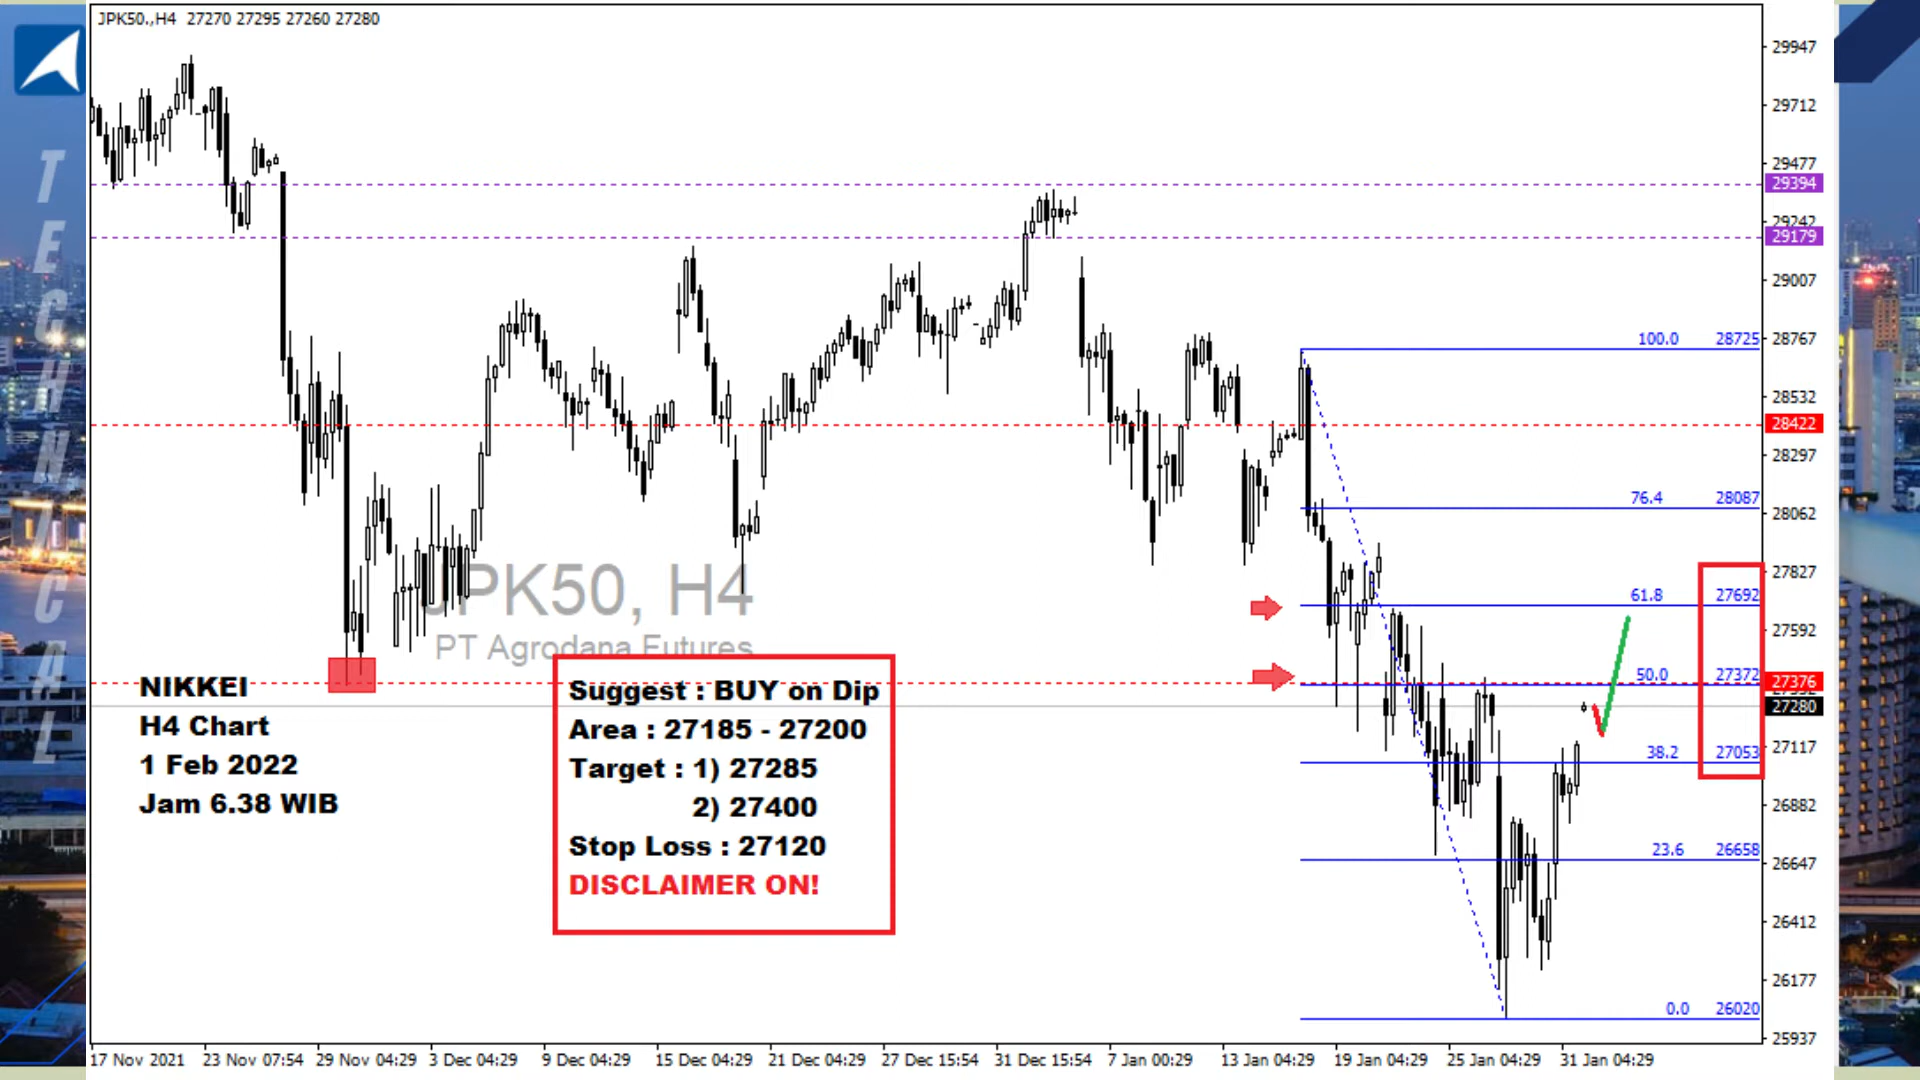 JPK50.,H4 27270 27295 27260 27280
TECHNICAL
29947
29712
29477
29394
29242
29179
29007
100.0 28725
28767
28532
28422
28297
76.4 28087
28062
27827
61.8 27692
27592
50.0 27372
27376
27280
38.2 27053
27117
26882
23.6 26658
26647
26412
26177
0.0 26020
25937
JPK50, H4
PT Agrodana Futures
NIKKEI
H4 Chart
1 Feb 2022
Jam 6.38 WIB
Suggest : BUY on Dip
Area : 27185 - 27200
Target : 1) 27285
2) 27400
Stop Loss : 27120
DISCLAIMER ON!
17 Nov 2021 23 Nov 07:54 29 Nov 04:29 3 Dec 04:29 9 Dec 04:29 15 Dec 04:29 21 Dec 04:29 27 Dec 15:54 31 Dec 15:54 7 Jan 00:29 13 Jan 04:29 19 Jan 04:29 25 Jan 04:29 31 Jan 04:29